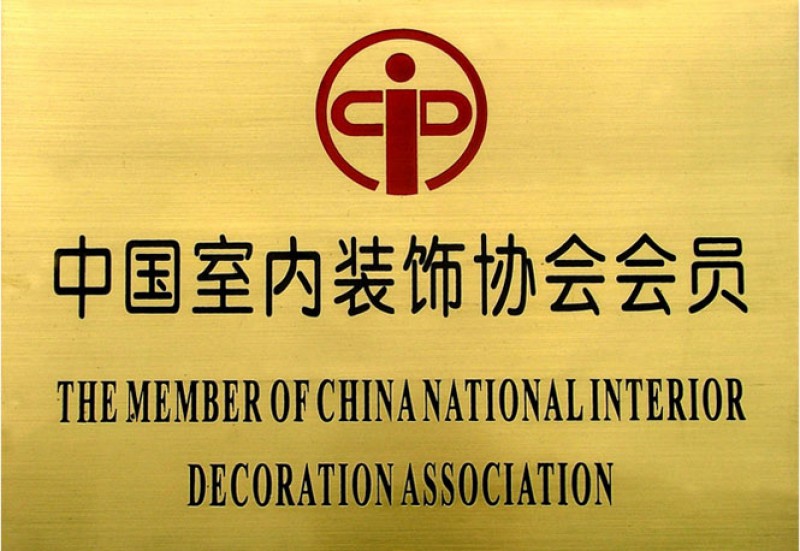 中国室内装饰协会会员
THE MEMBER OF CHINA NATIONAL INTERIOR
DECORATION ASSOCIATION